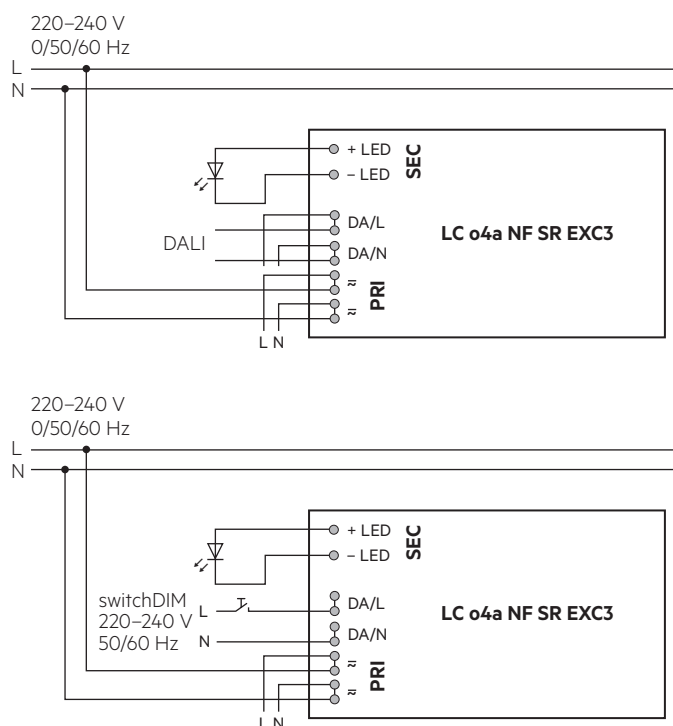 220–240 V
0/50/60 Hz
L
N
+ LED
SEC
– LED
DA/L
LC o4a NF SR EXC3
DALI
DA/N
≂
PRI
≂
L N
220–240 V
0/50/60 Hz
L
N
+ LED
SEC
– LED
switchDIM
L
DA/L
220–240 V
LC o4a NF SR EXC3
50/60 Hz
N
DA/N
≂
PRI
≂
L N